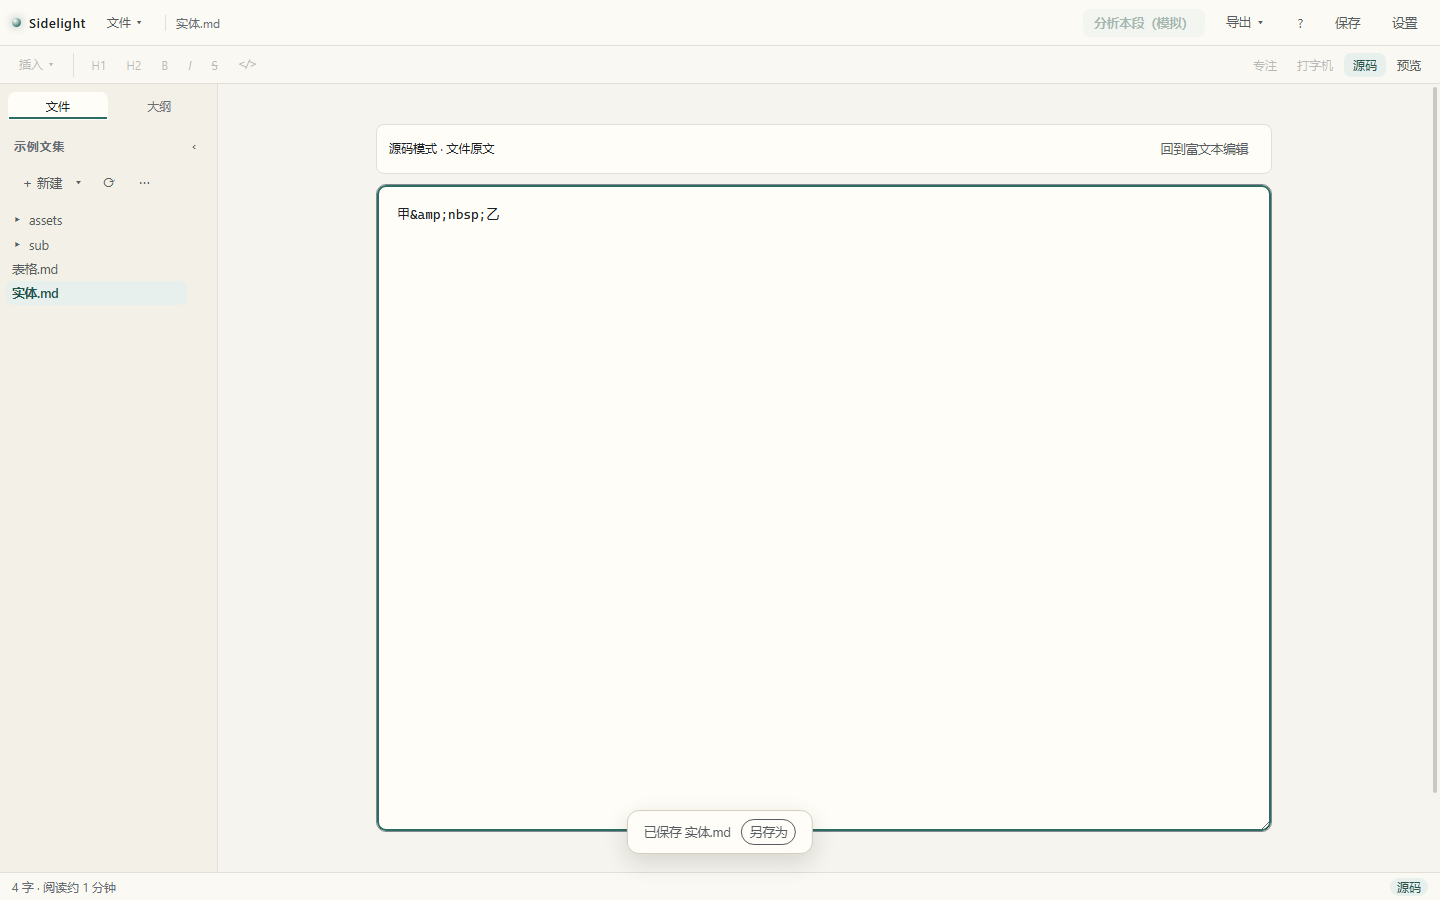 Sidelight 文件 实体.md 分析本段（模拟） 导出 ? 保存 设置
插入 H1 H2 B I S </> 专注 打字机 源码 预览
文件 大纲
示例文集
+ 新建 ⟳ ···
assets
sub
表格.md
实体.md
源码模式 · 文件原文 回到富文本编辑
甲&amp;nbsp;乙
已保存 实体.md 另存为
4 字 · 阅读约 1 分钟 源码